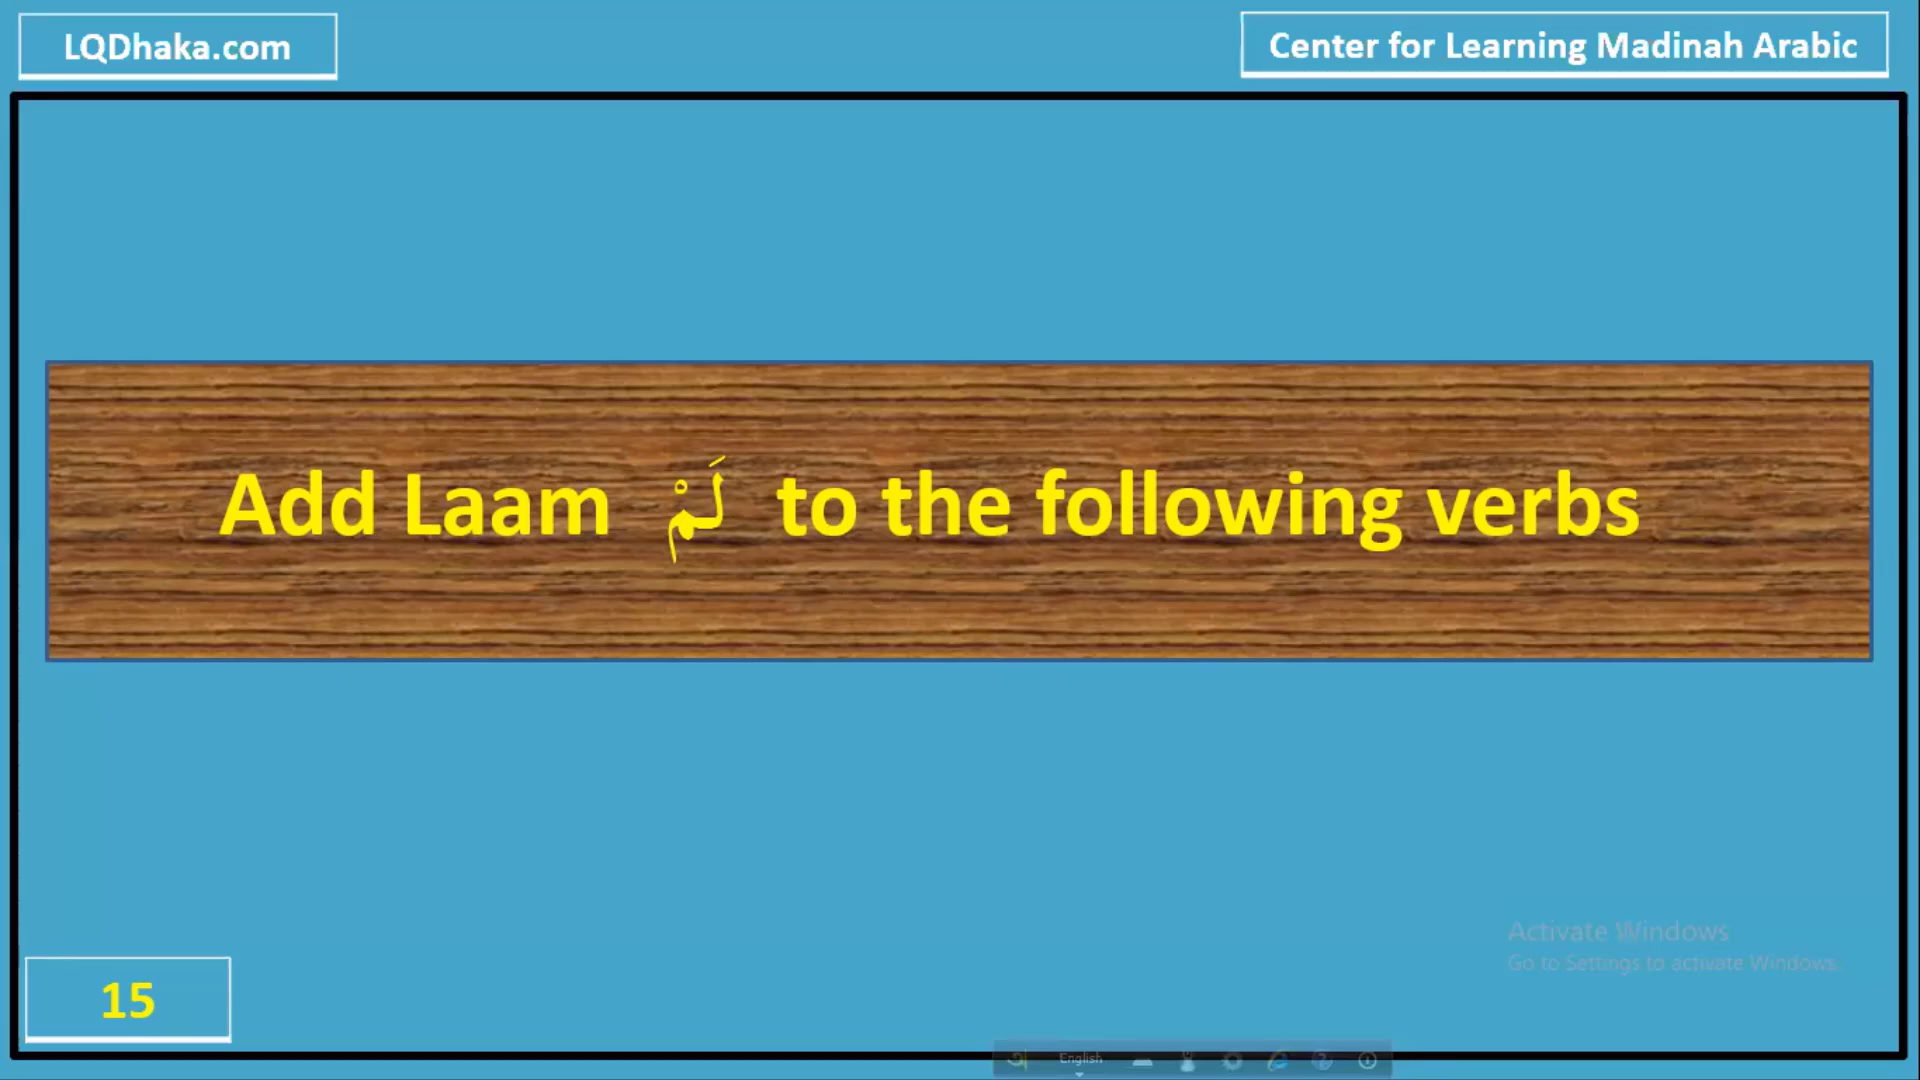 LQDhaka.com
Center for Learning Madinah Arabic
Add Laam لَمْ to the following verbs
Activate Windows
Go to Settings to activate Windows.
15
English